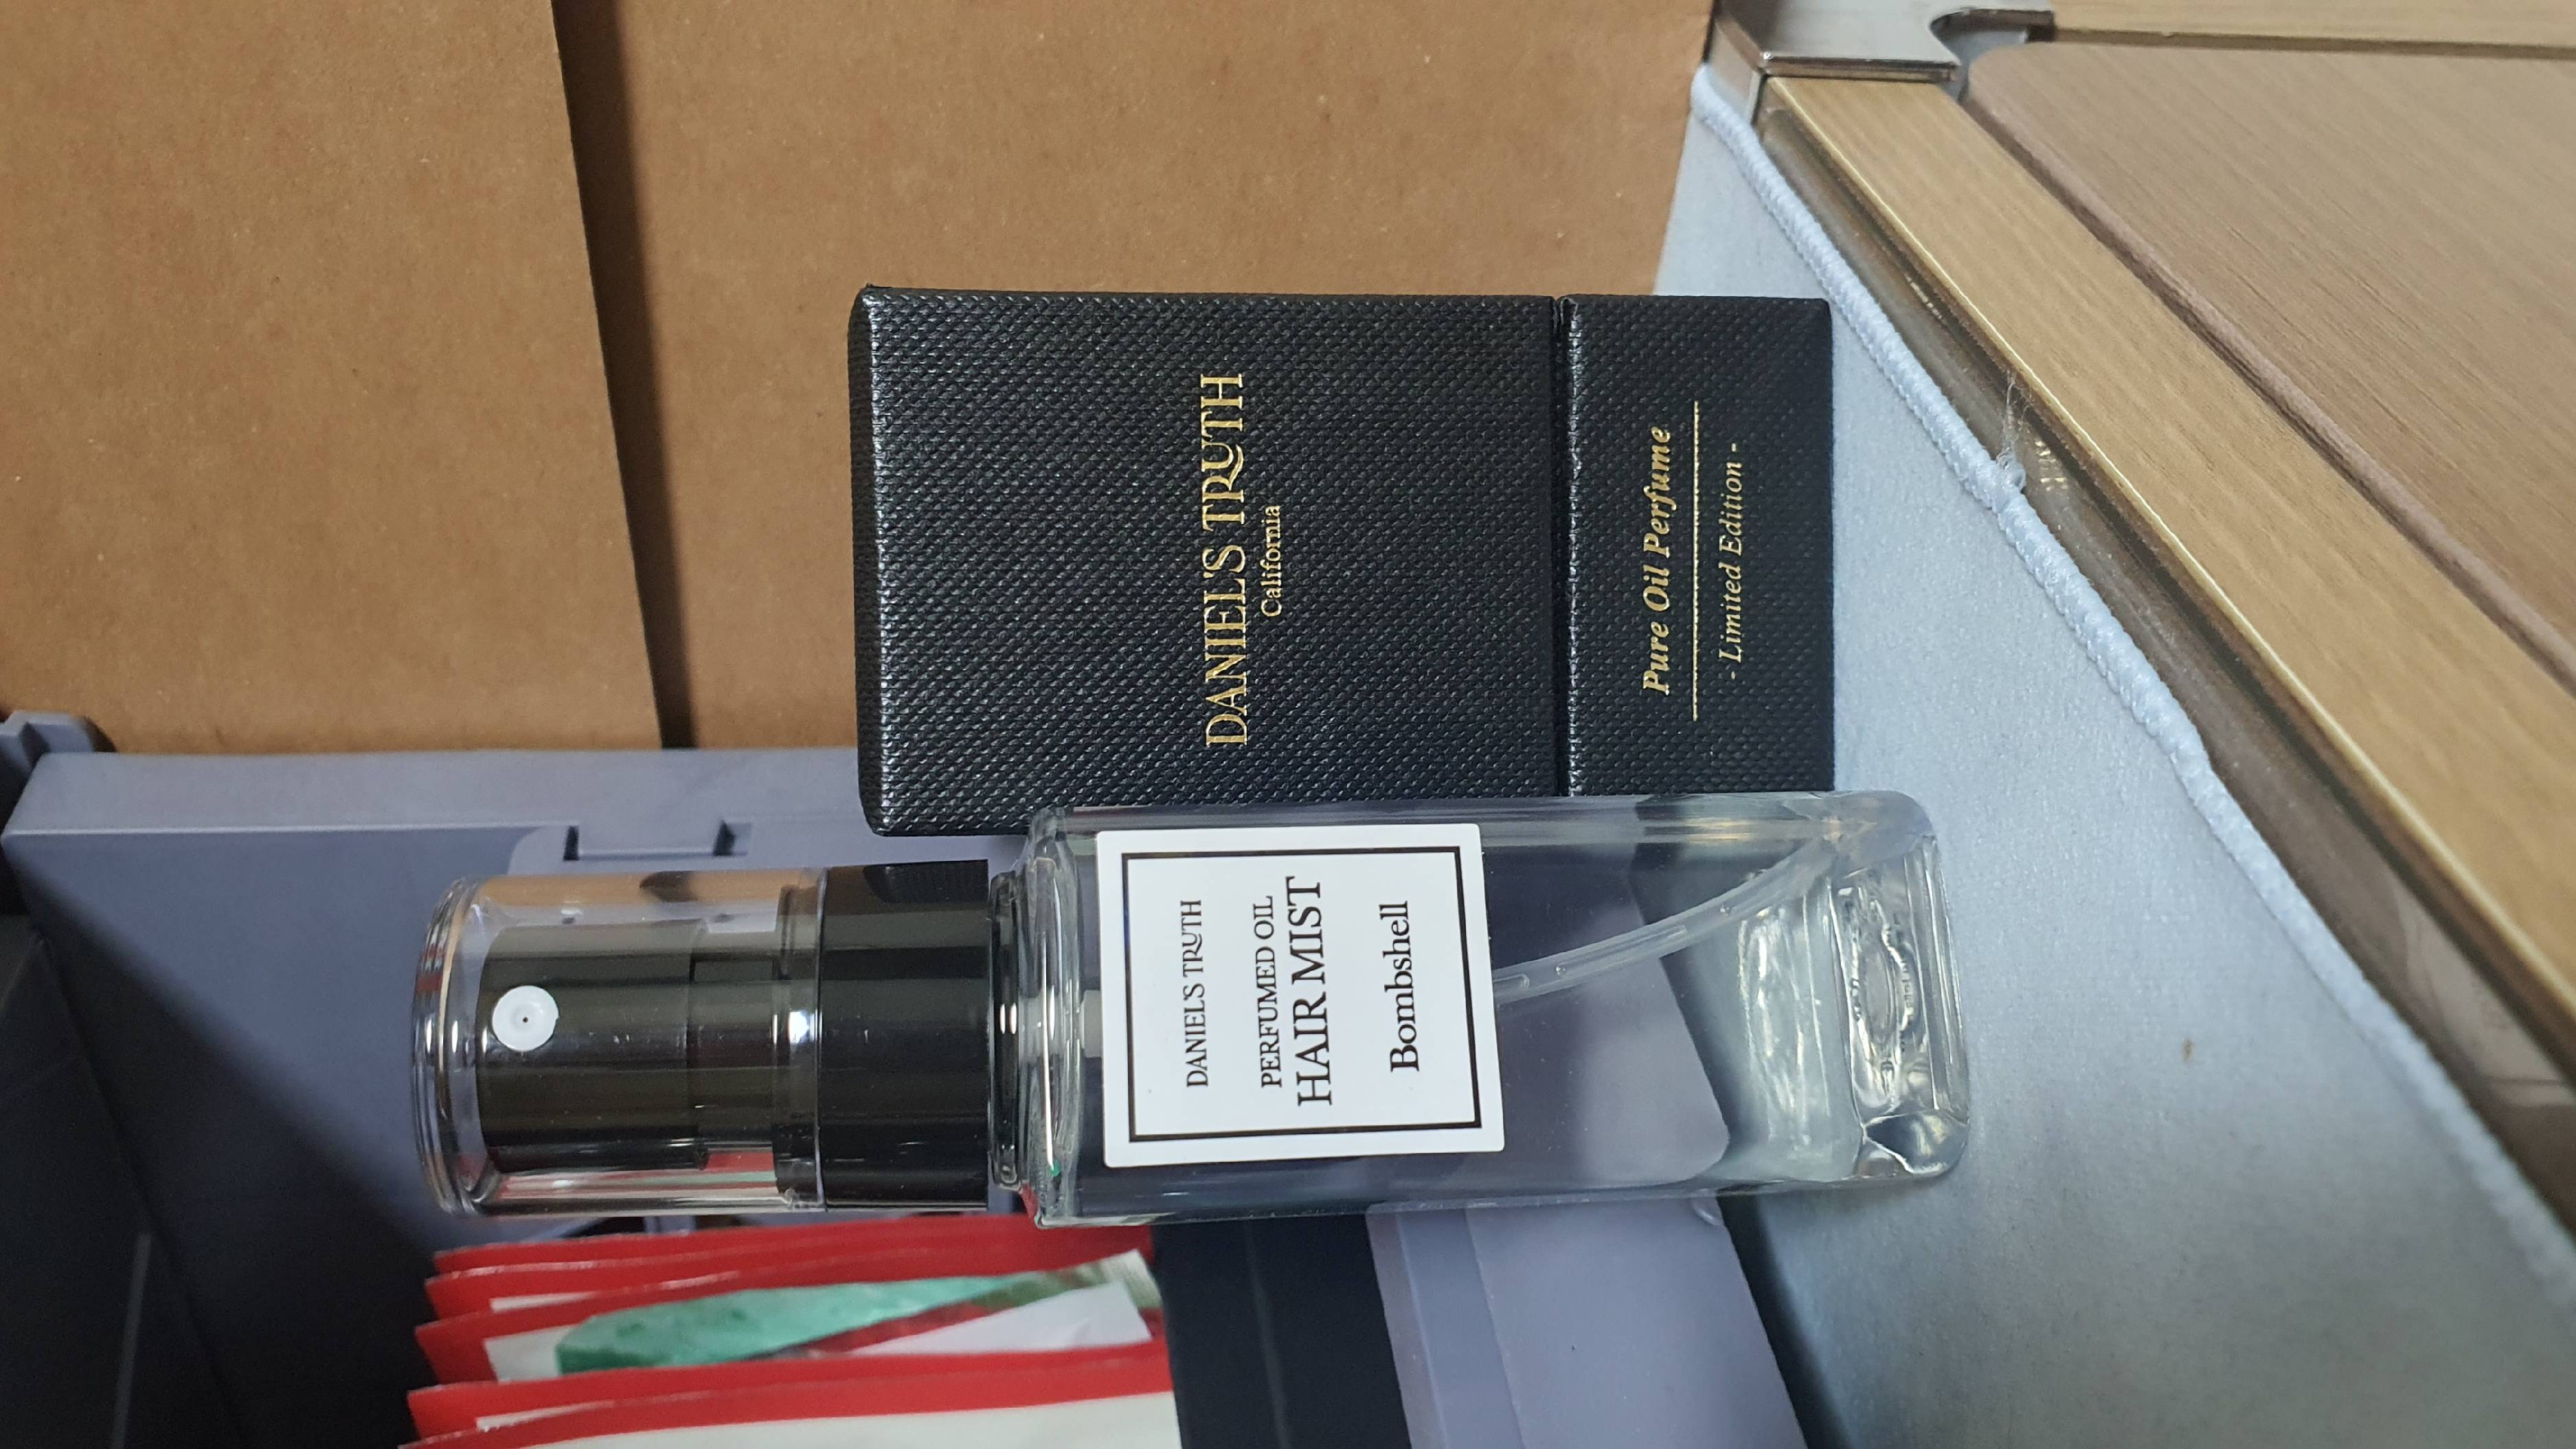 DANIEL'S TRUTH
California
Pure Oil Perfume
- Limited Edition -
DANIEL'S TRUTH
PERFUMED OIL
HAIR MIST
Bombshell